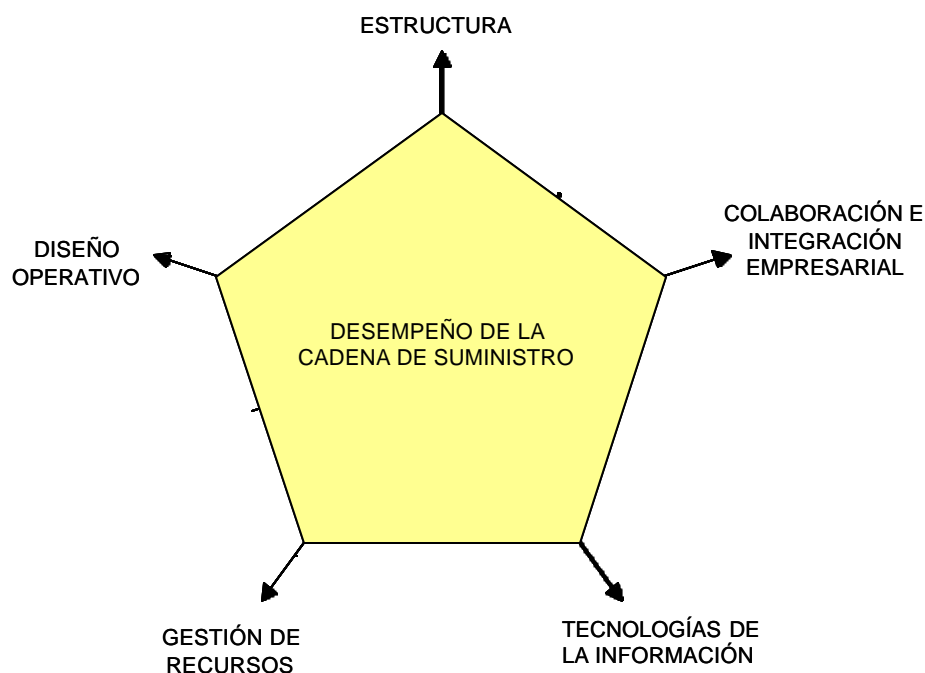 ESTRUCTURA
COLABORACIÓN E
INTEGRACIÓN
EMPRESARIAL
DISEÑO
OPERATIVO
DESEMPEÑO DE LA
CADENA DE SUMINISTRO
GESTIÓN DE
RECURSOS
TECNOLOGÍAS DE
LA INFORMACIÓN